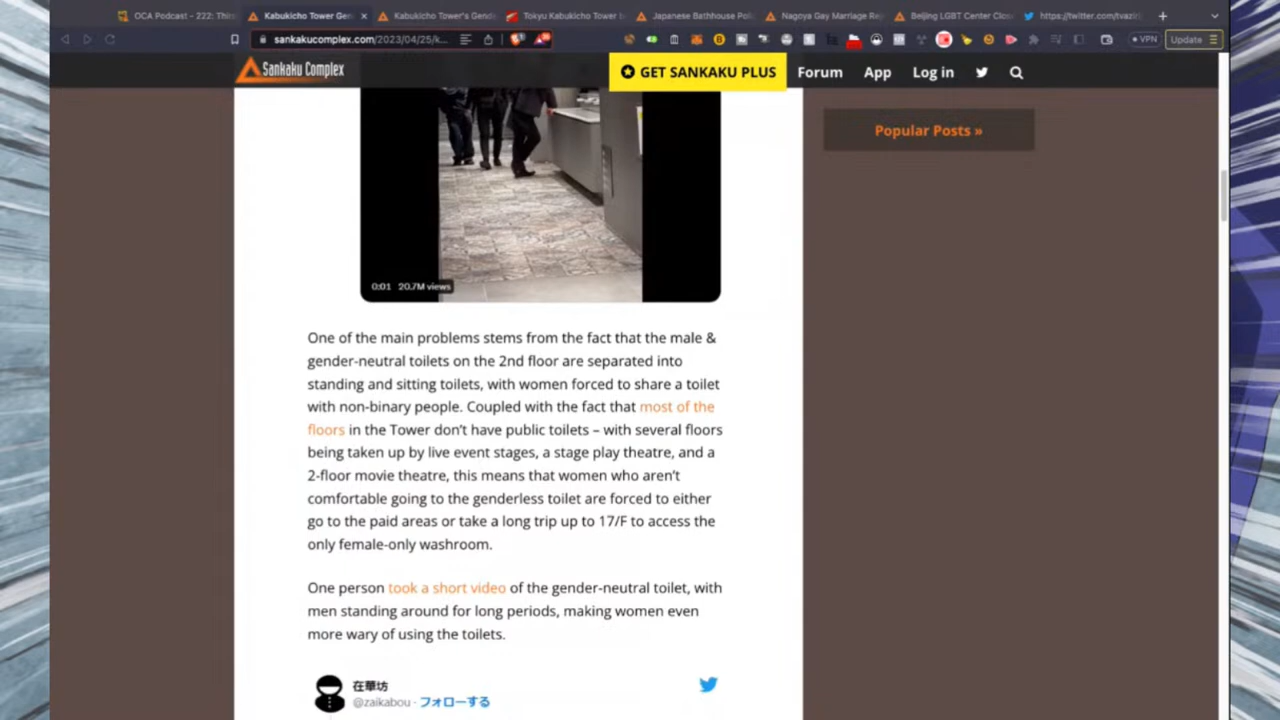 OCA Podcast - 222: Thi
Kabukicho Tower Gen
Kabukicho Tower's Gende
Tokyu Kabukicho Tower
Japanese Bathhouse Poli
Nagoya Gay Marriage Re
Beijing LGBT Center Clos
https://twitter.com/tvazir
sankakucomplex.com/2023/04/25/k...
VPN
Update
Sankaku Complex
GET SANKAKU PLUS
Forum
App
Log in
Popular Posts »
0:01 20.7M views
One of the main problems stems from the fact that the male &
gender-neutral toilets on the 2nd floor are separated into
standing and sitting toilets, with women forced to share a toilet
with non-binary people. Coupled with the fact that most of the
floors in the Tower don't have public toilets – with several floors
being taken up by live event stages, a stage play theatre, and a
2-floor movie theatre, this means that women who aren't
comfortable going to the genderless toilet are forced to either
go to the paid areas or take a long trip up to 17/F to access the
only female-only washroom.
One person took a short video of the gender-neutral toilet, with
men standing around for long periods, making women even
more wary of using the toilets.
在華坊
@zaikabou · フォローする